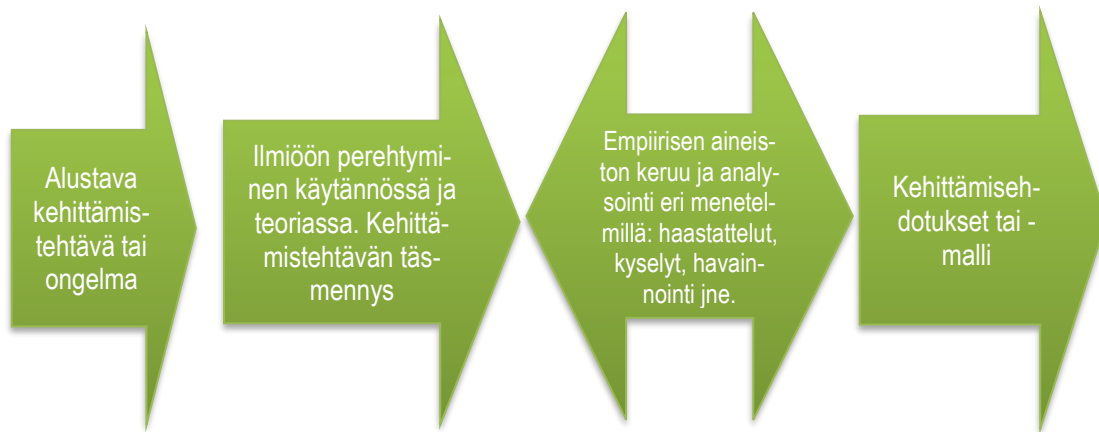 Alustava
kehittämis-
tehtävä tai
ongelma
Ilmiöön perehtymi-
nen käytännössä ja
teoriassa. Kehittä-
mistehtävän täs-
mennys
Empiirisen aineis-
ton keruu ja analy-
sointi eri menetel-
millä: haastattelut,
kyselyt, havain-
nointi jne.
Kehittämiseh-
dotukset tai -
malli